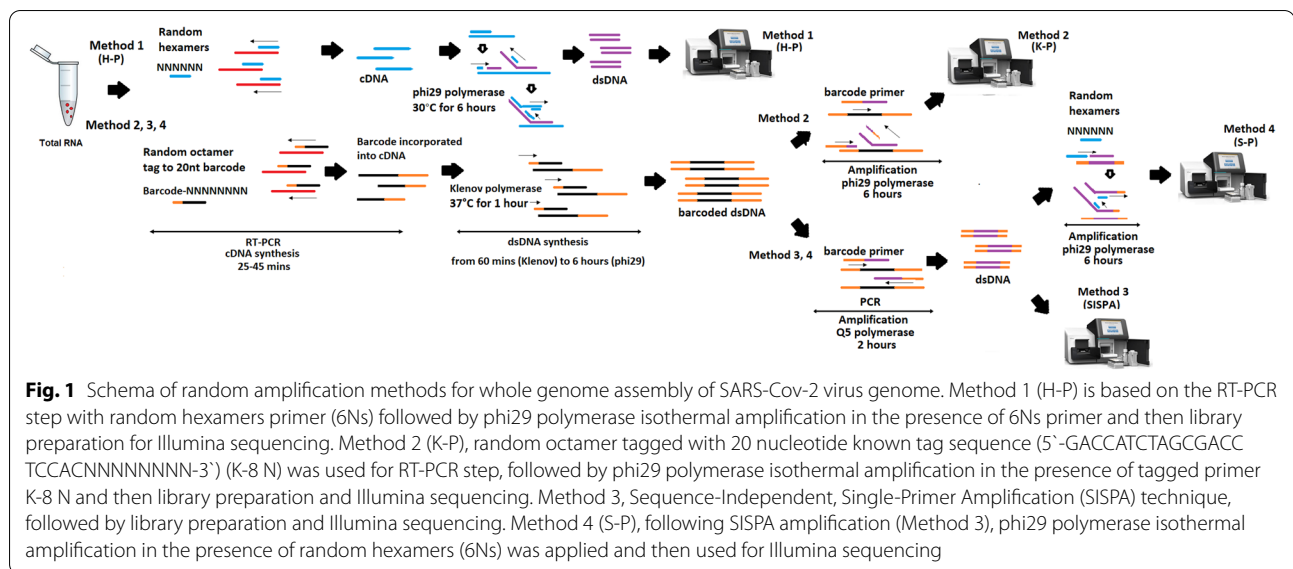 Method 1
(H-P)
Random
hexamers
NNNNNN
cDNA
phi29 polymerase
30°C for 6 hours
dsDNA
Method 1
(H-P)
Total RNA
Method 2, 3, 4
Random octamer
tag to 20nt barcode
Barcode-NNNNNNNN
Barcode incorporated
into cDNA
Klenov polymerase
37°C for 1 hour
barcoded dsDNA
RT-PCR
cDNA synthesis
25-45 mins
dsDNA synthesis
from 60 mins (Klenov) to 6 hours (phi29)
Method 2
barcode primer
Amplification
phi29 polymerase
6 hours
Method 2
(K-P)
Method 3, 4
barcode primer
PCR
Amplification
Q5 polymerase
2 hours
dsDNA
Random
hexamers
NNNNNN
Amplification
phi29 polymerase
6 hours
Method 4
(S-P)
Method 3
(SISPA)
Fig. 1 Schema of random amplification methods for whole genome assembly of SARS-Cov-2 virus genome. Method 1 (H-P) is based on the RT-PCR
step with random hexamers primer (6Ns) followed by phi29 polymerase isothermal amplification in the presence of 6Ns primer and then library
preparation for Illumina sequencing. Method 2 (K-P), random octamer tagged with 20 nucleotide known tag sequence (5`-GACCATCTAGCGACC
TCCACNNNNNNNN-3`) (K-8 N) was used for RT-PCR step, followed by phi29 polymerase isothermal amplification in the presence of tagged primer
K-8 N and then library preparation and Illumina sequencing. Method 3, Sequence-Independent, Single-Primer Amplification (SISPA) technique,
followed by library preparation and Illumina sequencing. Method 4 (S-P), following SISPA amplification (Method 3), phi29 polymerase isothermal
amplification in the presence of random hexamers (6Ns) was applied and then used for Illumina sequencing